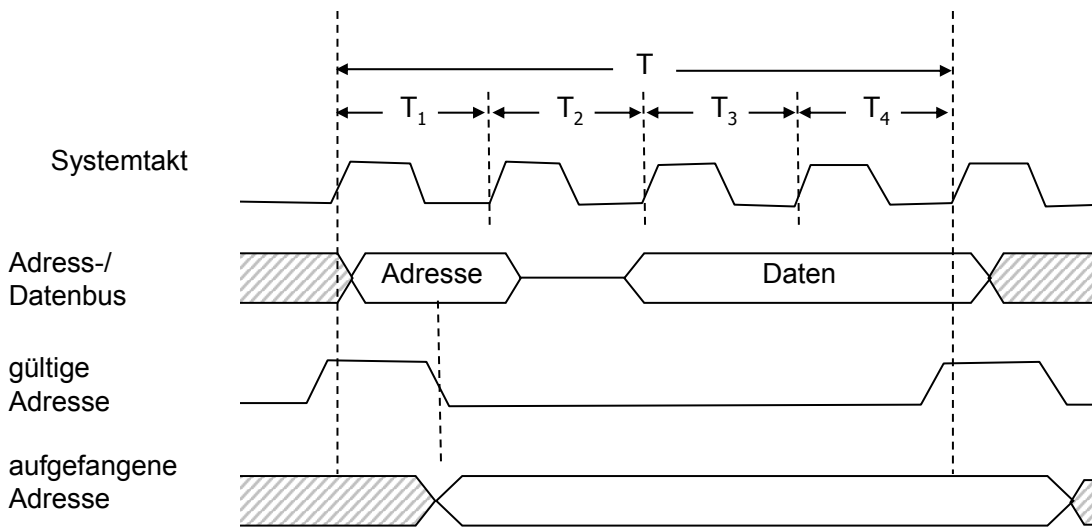 T
T₁ T₂ T₃ T₄
Systemtakt
Adress-/
Datenbus
Adresse
Daten
gültige
Adresse
aufgefangene
Adresse